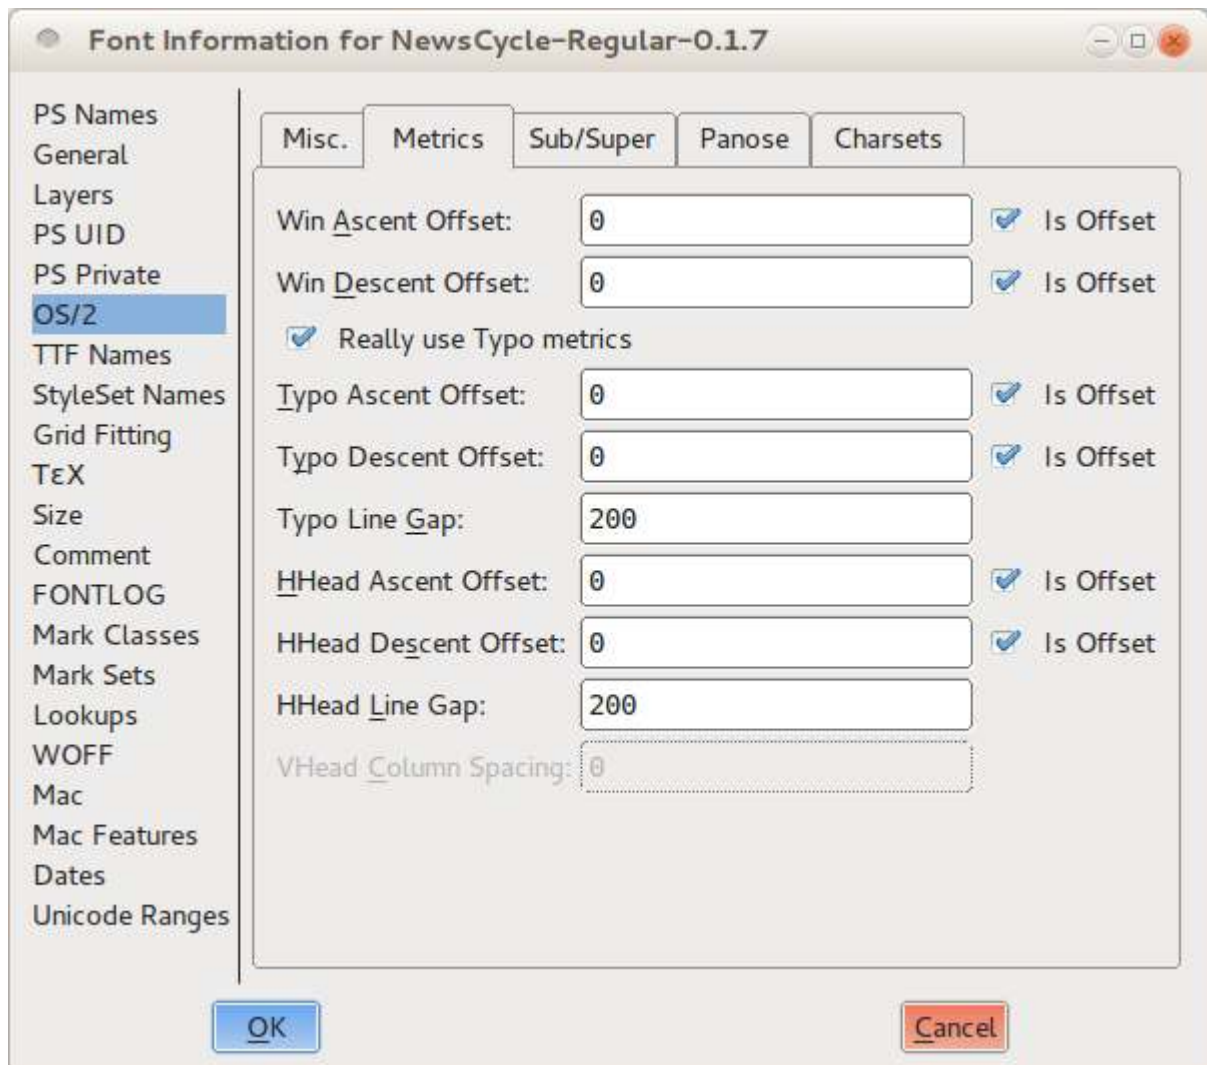 Font Information for NewsCycle-Regular-0.1.7
PS Names
General
Layers
PS UID
PS Private
OS/2
TTF Names
StyleSet Names
Grid Fitting
ΤεΧ
Size
Comment
FONTLOG
Mark Classes
Mark Sets
Lookups
WOFF
Mac
Mac Features
Dates
Unicode Ranges
Misc. Metrics Sub/Super Panose Charsets
Win Ascent Offset: 0 Is Offset
Win Descent Offset: 0 Is Offset
Really use Typo metrics
Typo Ascent Offset: 0 Is Offset
Typo Descent Offset: 0 Is Offset
Typo Line Gap: 200
HHead Ascent Offset: 0 Is Offset
HHead Descent Offset: 0 Is Offset
HHead Line Gap: 200
VHead Column Spacing: 0
OK Cancel